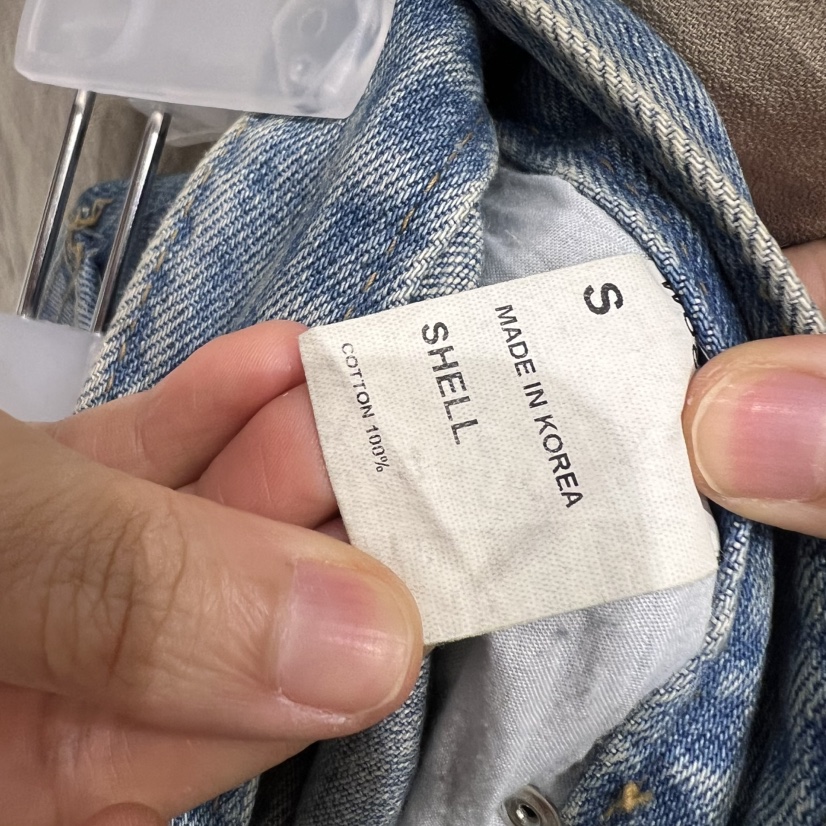 S
MADE IN KOREA
SHELL
COTTON 100%